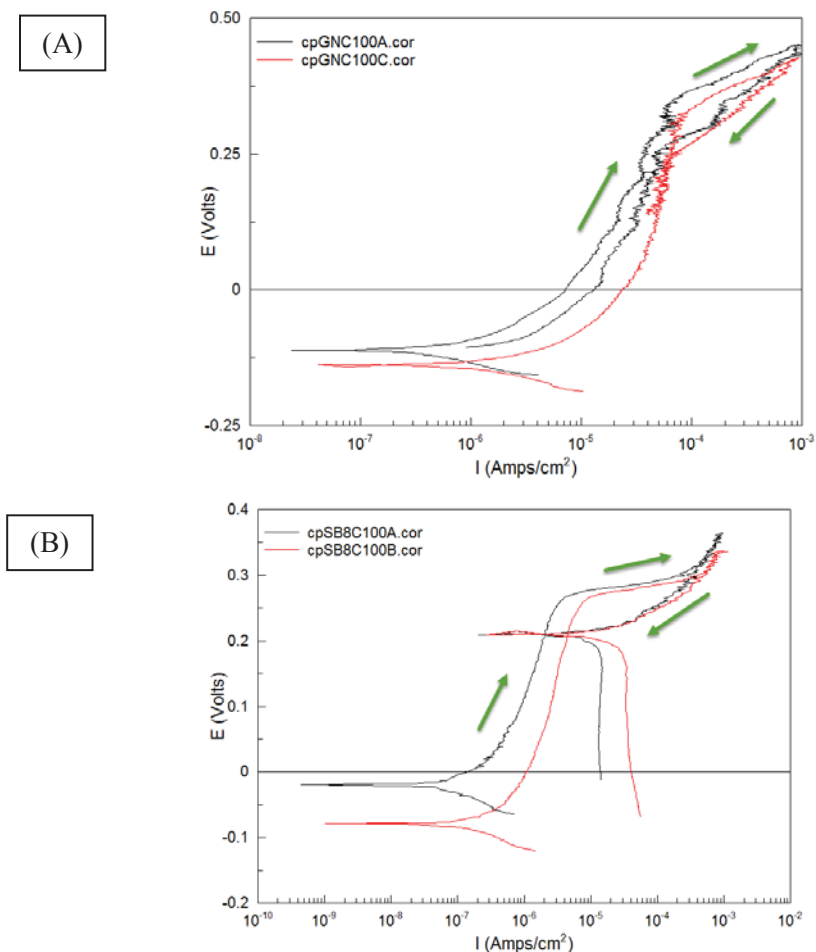 (A)
cpGNC100A.cor
cpGNC100C.cor
0.50
0.25
0
-0.25
E (Volts)
10-8 10-7 10-6 10-5 10-4 10-3
I (Amps/cm2)
(B)
cpSB8C100A.cor
cpSB8C100B.cor
0.4
0.3
0.2
0.1
0
-0.1
-0.2
E (Volts)
10-10 10-9 10-8 10-7 10-6 10-5 10-4 10-3 10-2
I (Amps/cm2)